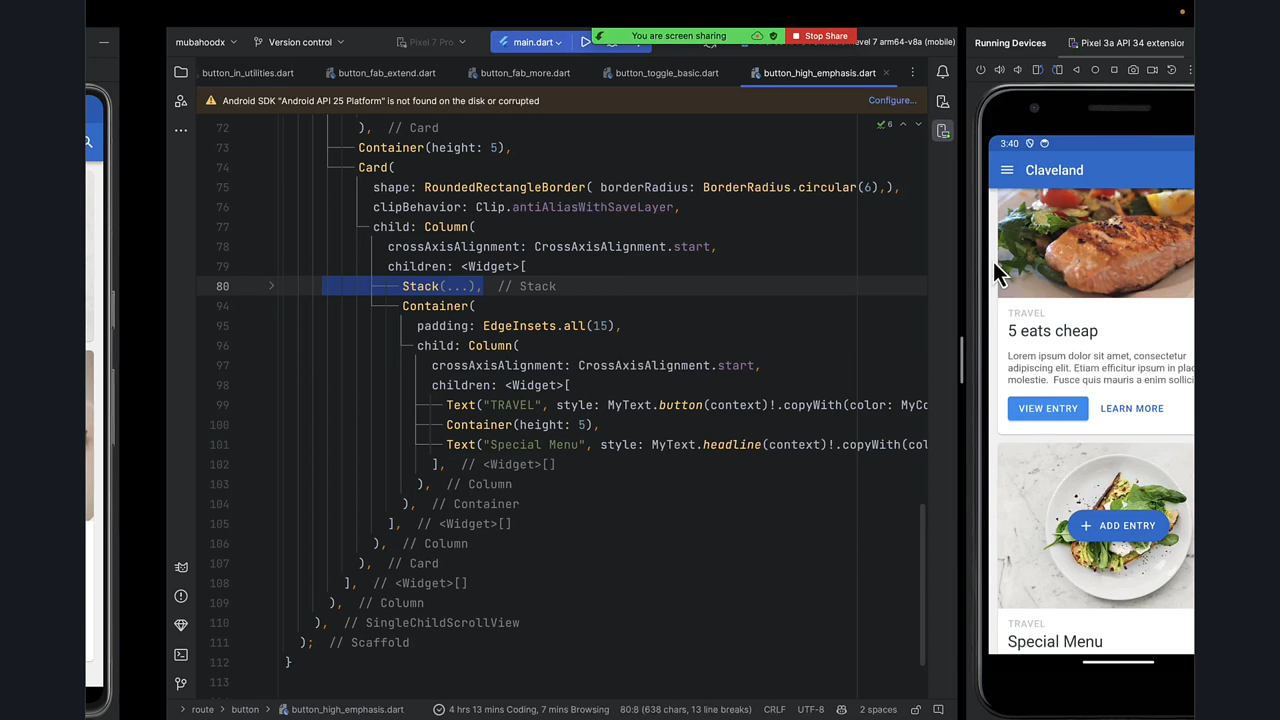 You are screen sharing
Stop Share
mubahoodx
Version control
Pixel 7 Pro
main.dart
7 arm64-v8a (mobile)
Running Devices
Pixel 3a API 34 extension
button_in_utilities.dart
button_fab_extend.dart
button_fab_more.dart
button_toggle_basic.dart
button_high_emphasis.dart
Android SDK "Android API 25 Platform" is not found on the disk or corrupted
Configure...
6
72 ), // Card
73 Container(height: 5),
74 Card(
75 shape: RoundedRectangleBorder( borderRadius: BorderRadius.circular(6),),
76 clipBehavior: Clip.antiAliasWithSaveLayer,
77 child: Column(
78 crossAxisAlignment: CrossAxisAlignment.start,
79 children: <Widget>[
80 Stack(...), // Stack
94 Container(
95 padding: EdgeInsets.all(15),
96 child: Column(
97 crossAxisAlignment: CrossAxisAlignment.start,
98 children: <Widget>[
99 Text("TRAVEL", style: MyText.button(context)!.copyWith(color: MyCo
100 Container(height: 5),
101 Text("Special Menu", style: MyText.headline(context)!.copyWith(col
102 ], // <Widget>[]
103 ), // Column
104 ), // Container
105 ], // <Widget>[]
106 ), // Column
107 ), // Card
108 ], // <Widget>[]
109 ), // Column
110 ), // SingleChildScrollView
111 ); // Scaffold
112 }
113
3:40
Claveland
TRAVEL
5 eats cheap
Lorem ipsum dolor sit amet, consectetur
adipiscing elit. Etiam efficitur ipsum in
molestie. Fusce quis mauris a enim sollici
VIEW ENTRY
LEARN MORE
ADD ENTRY
TRAVEL
Special Menu
route
button
button_high_emphasis.dart
4 hrs 13 mins Coding, 7 mins Browsing
80:8 (638 chars, 13 line breaks)
CRLF
UTF-8
2 spaces